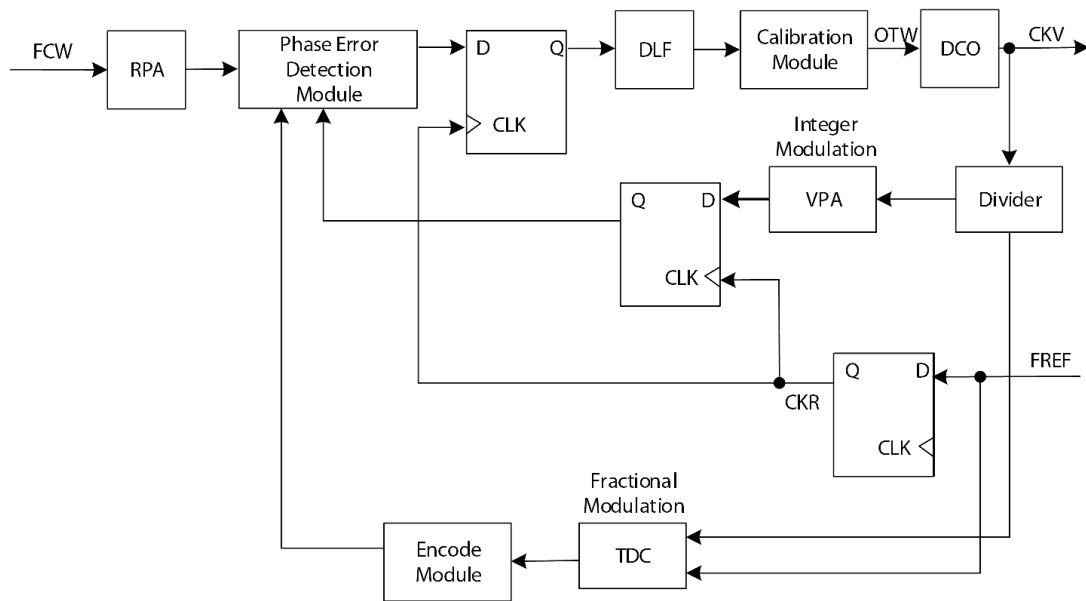 FCW
RPA
Phase Error
Detection
Module
D
Q
CLK
DLF
Calibration
Module
OTW
DCO
CKV
Integer
Modulation
Q
D
CLK
VPA
Divider
FREF
Q
D
CKR
CLK
Fractional
Modulation
Encode
Module
TDC